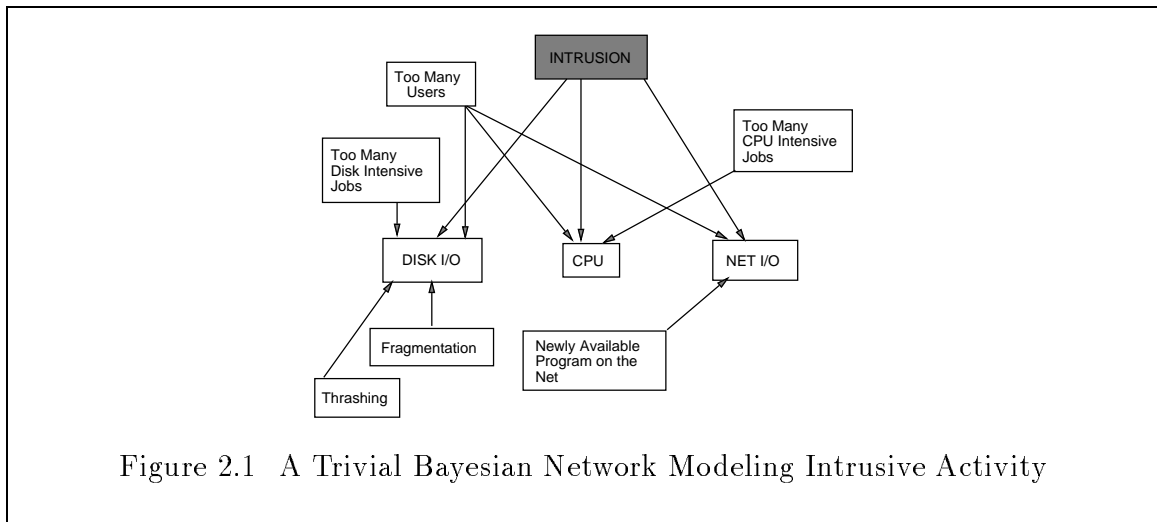 INTRUSION
Too Many
Users
Too Many
CPU Intensive
Jobs
Too Many
Disk Intensive
Jobs
DISK I/O
CPU
NET I/O
Fragmentation
Newly Available
Program on the
Net
Thrashing
Figure 2.1 A Trivial Bayesian Network Modeling Intrusive Activity